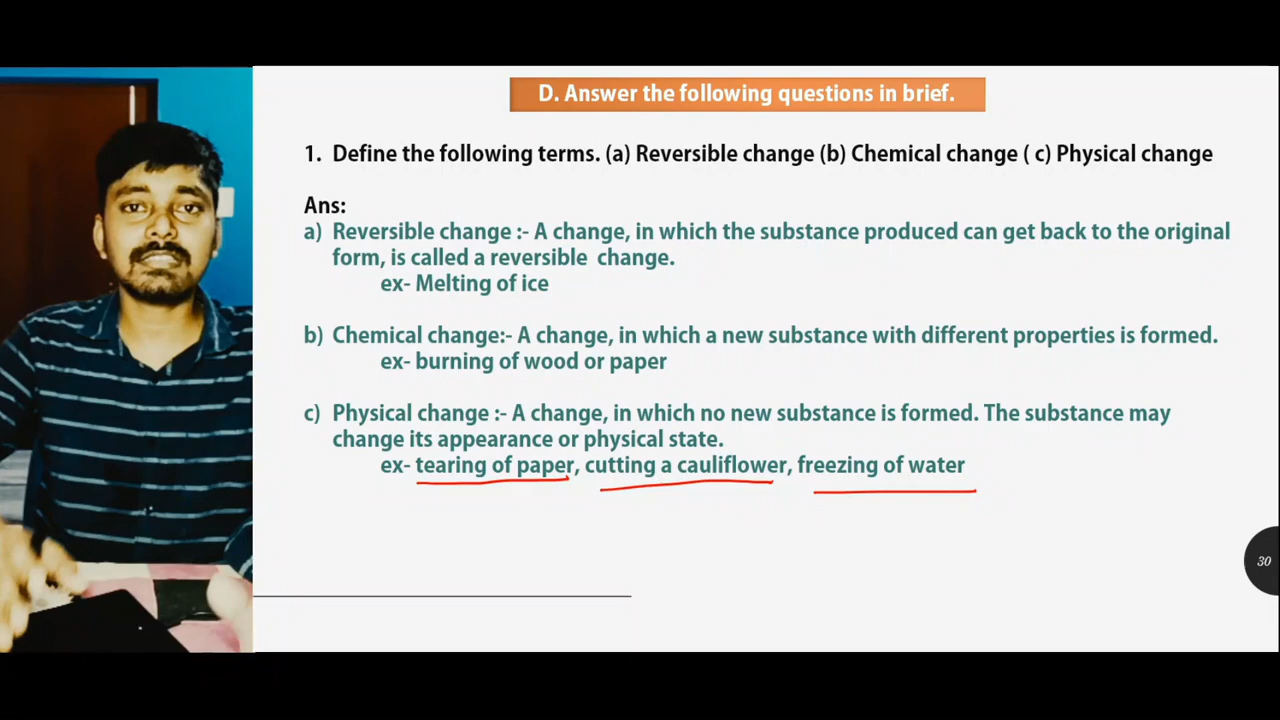 D. Answer the following questions in brief.
1. Define the following terms. (a) Reversible change (b) Chemical change ( c) Physical change
Ans:
a) Reversible change :- A change, in which the substance produced can get back to the original
form, is called a reversible change.
ex- Melting of ice
b) Chemical change:- A change, in which a new substance with different properties is formed.
ex- burning of wood or paper
c) Physical change :- A change, in which no new substance is formed. The substance may
change its appearance or physical state.
ex- tearing of paper, cutting a cauliflower, freezing of water
30